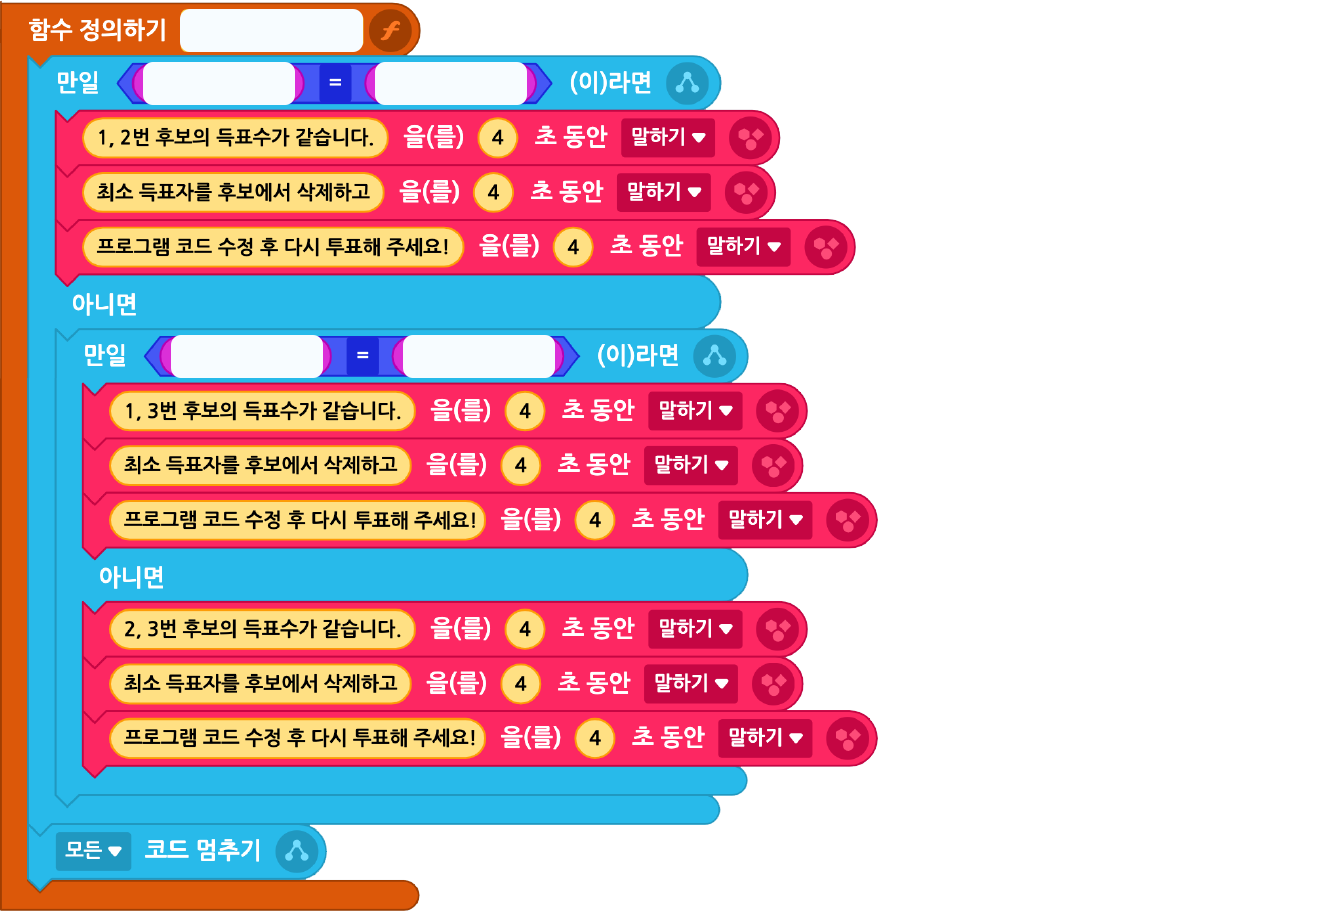 함수 정의하기
만일 = (이)라면
1, 2번 후보의 득표수가 같습니다. 을(를) 4 초 동안 말하기
최소 득표자를 후보에서 삭제하고 을(를) 4 초 동안 말하기
프로그램 코드 수정 후 다시 투표해 주세요! 을(를) 4 초 동안 말하기
아니면
만일 = (이)라면
1, 3번 후보의 득표수가 같습니다. 을(를) 4 초 동안 말하기
최소 득표자를 후보에서 삭제하고 을(를) 4 초 동안 말하기
프로그램 코드 수정 후 다시 투표해 주세요! 을(를) 4 초 동안 말하기
아니면
2, 3번 후보의 득표수가 같습니다. 을(를) 4 초 동안 말하기
최소 득표자를 후보에서 삭제하고 을(를) 4 초 동안 말하기
프로그램 코드 수정 후 다시 투표해 주세요! 을(를) 4 초 동안 말하기
모든 코드 멈추기